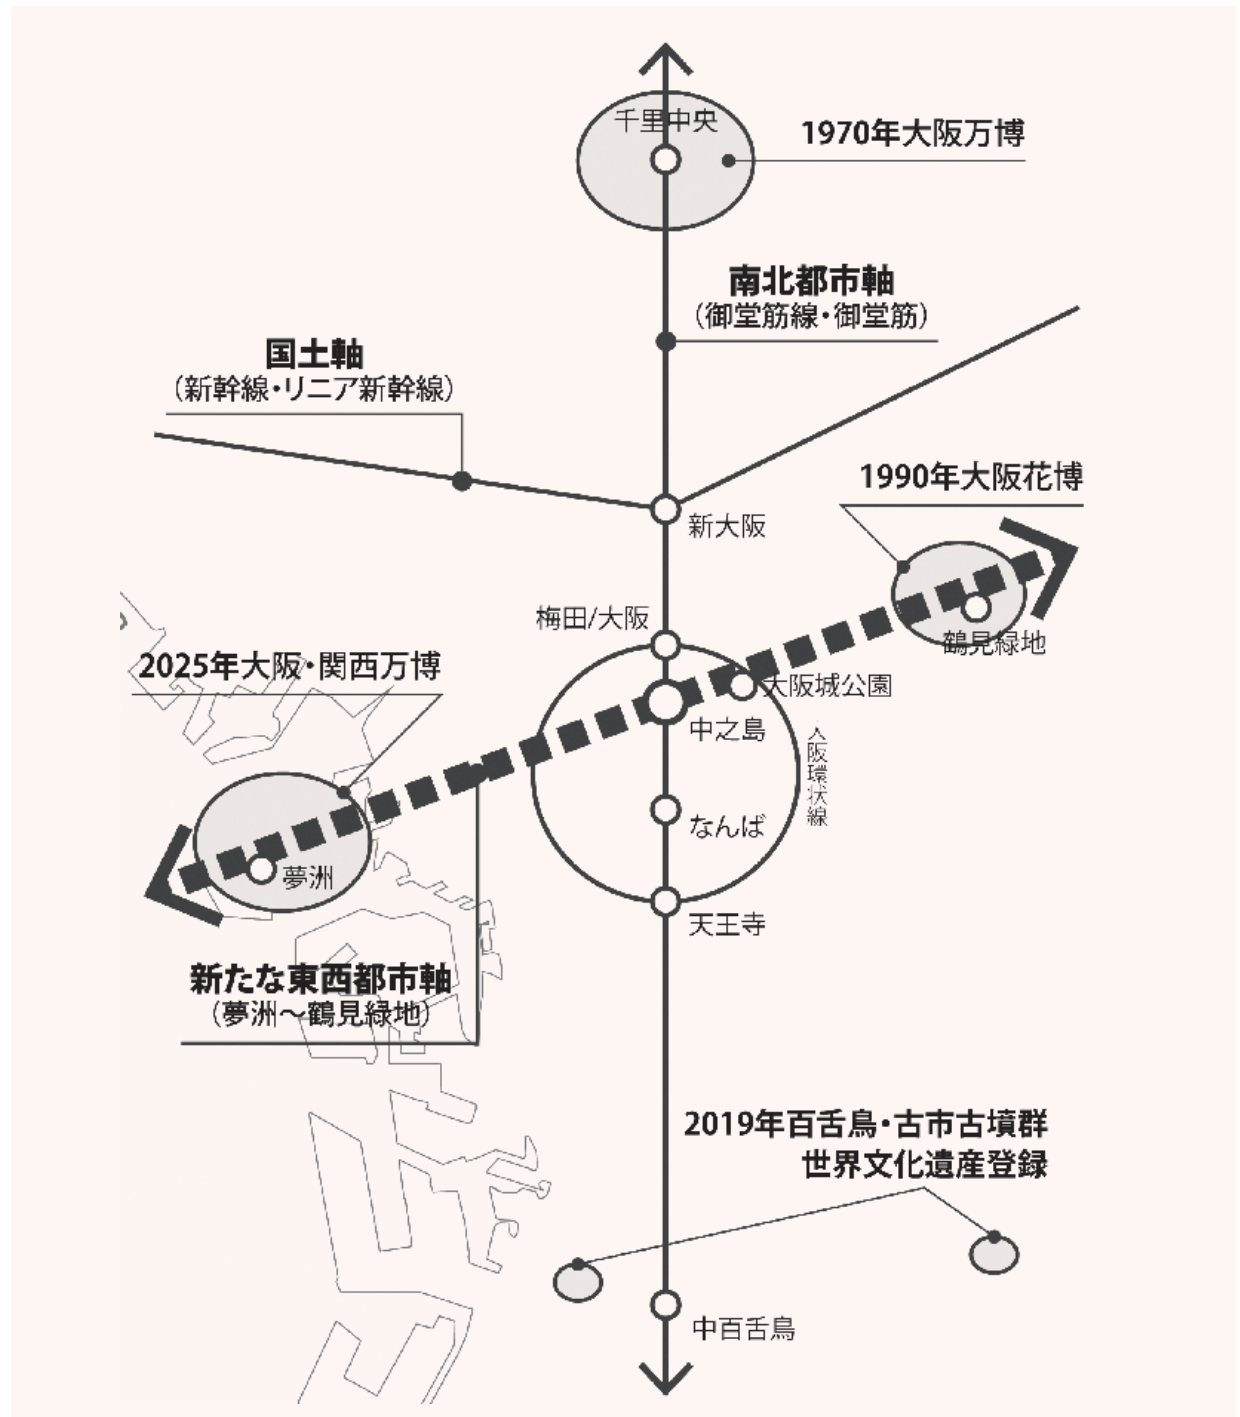 千里中央
1970年大阪万博
南北都市軸
（御堂筋線・御堂筋）
国土軸
（新幹線・リニア新幹線）
1990年大阪花博
新大阪
梅田/大阪
鶴見緑地
2025年大阪・関西万博
大阪城公園
中之島
大阪環状線
なんば
夢洲
天王寺
新たな東西都市軸
（夢洲～鶴見緑地）
2019年百舌鳥・古市古墳群
世界文化遺産登録
中百舌鳥